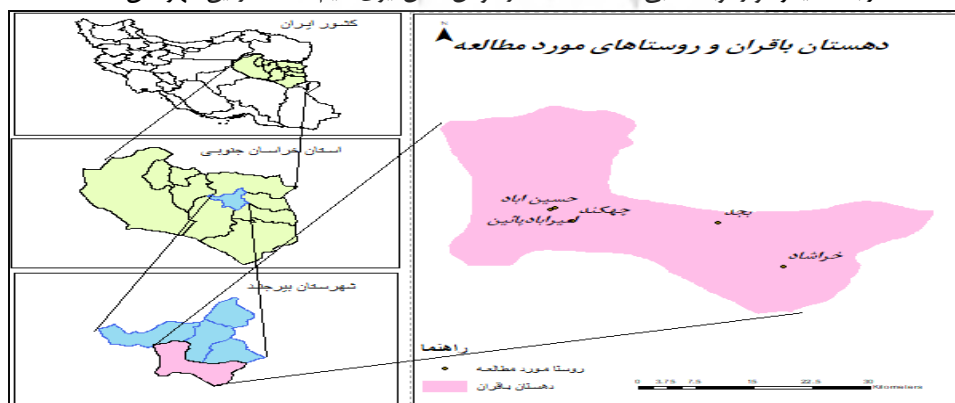 کشور ایران
استان خراسان جنوبی
شهرستان بیرجند
N
دهستان باقران و روستاهای مورد مطالعه
حسین اباد
چهکند
امیرابادپائین
بجد
خراشاد
راهنما
روستا مورد مطالعه
دهستان باقران
0 3.75 7.5 15 22.5 30
Kilometers